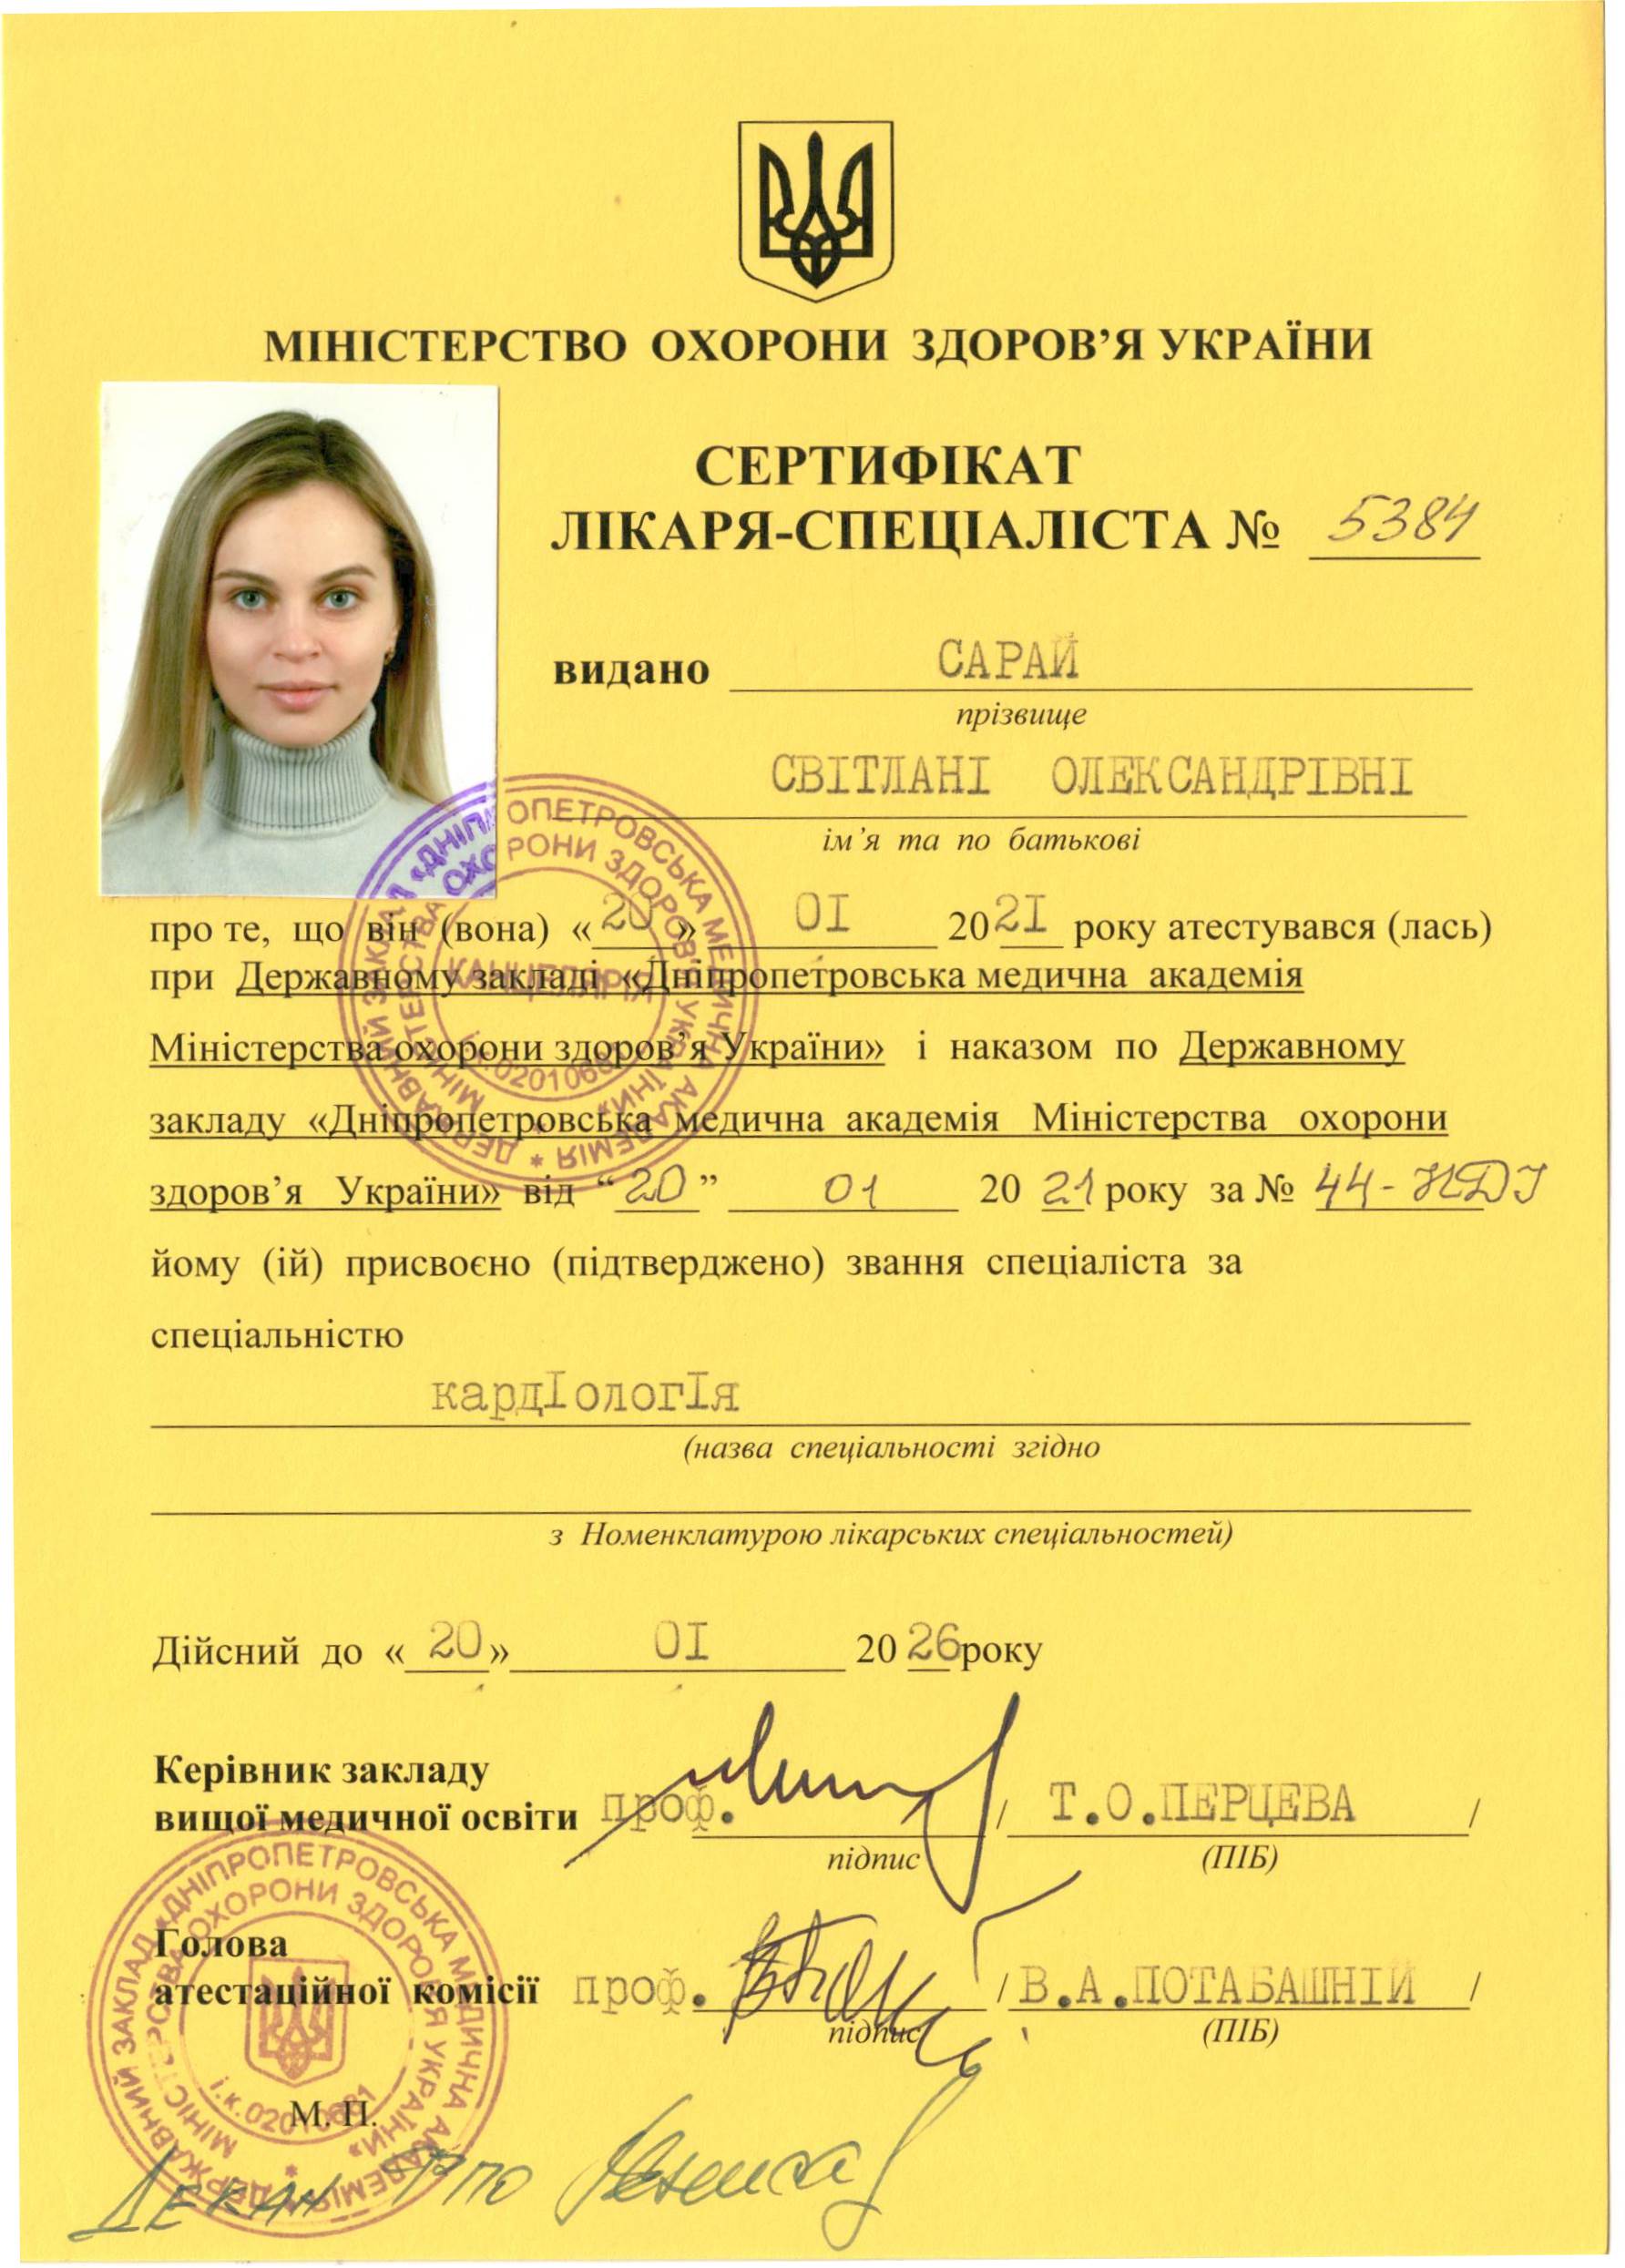 МІНІСТЕРСТВО ОХОРОНИ ЗДОРОВ’Я УКРАЇНИ
СЕРТИФІКАТ
ЛІКАРЯ-СПЕЦІАЛІСТА № 5384
видано САРАЙ
прізвище
СВІТЛАНІ ОЛЕКСАНДРІВНІ
ім’я та по батькові
про те, що він (вона) «20» 0I 202I року атестувався (лась)
при Державному закладі «Дніпропетровська медична академія
Міністерства охорони здоров’я України» і наказом по Державному
закладу «Дніпропетровська медична академія Міністерства охорони
здоров’я України» від “20” 01 2021 року за № 44-НДІ
йому (ій) присвоєно (підтверджено) звання спеціаліста за
спеціальністю
кардІологІя
(назва спеціальності згідно
з Номенклатурою лікарських спеціальностей)
Дійсний до «20» 0I 2026 року
Керівник закладу
вищої медичної освіти проф. / Т.О.ПЕРЦЕВА /
підпис (ПІБ)
Голова
атестаційної комісії проф. / В.А.ПОТАБАШНІЙ /
підпис (ПІБ)
М. П.
ДЕКАН ФПО
ДЕРЖАВНИЙ ЗАКЛАД «ДНІПРОПЕТРОВСЬКА МЕДИЧНА АКАДЕМІЯ
МІНІСТЕРСТВА ОХОРОНИ ЗДОРОВ'Я УКРАЇНИ»
КАНЦЕЛЯРІЯ
і.к.02010681
ДЕРЖАВНИЙ ЗАКЛАД «ДНІПРОПЕТРОВСЬКА МЕДИЧНА АКАДЕМІЯ
МІНІСТЕРСТВА ОХОРОНИ ЗДОРОВ'Я УКРАЇНИ»
і.к.02010681